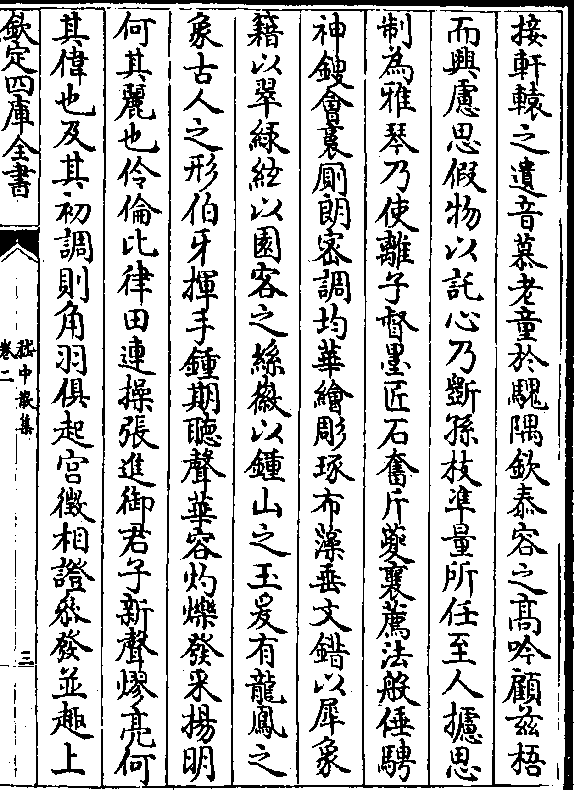 接軒轅之遺音慕老童於騩隅欽泰容之高吟顧兹梧
而興慮思假物以託心乃斵孫枝凖量所任至人攄思
制為雅琴乃使離子督墨匠石奮斤夔襄薦法般倕騁
神鎪㑹裛厠朗宻調均華繪彫琢布藻垂文錯以犀象
籍以翠綠絃以園客之絲徽以鍾山之玉爰有龍鳳之
象古人之形伯牙揮手鍾期聽聲華容灼爍發采揚明
何其麗也伶倫比律田連操張進御君子新聲憀亮何
其偉也及其初調則角羽俱起宫徴相證叅發並趣上
欽定四庫全書
嵇中散集
卷二
三